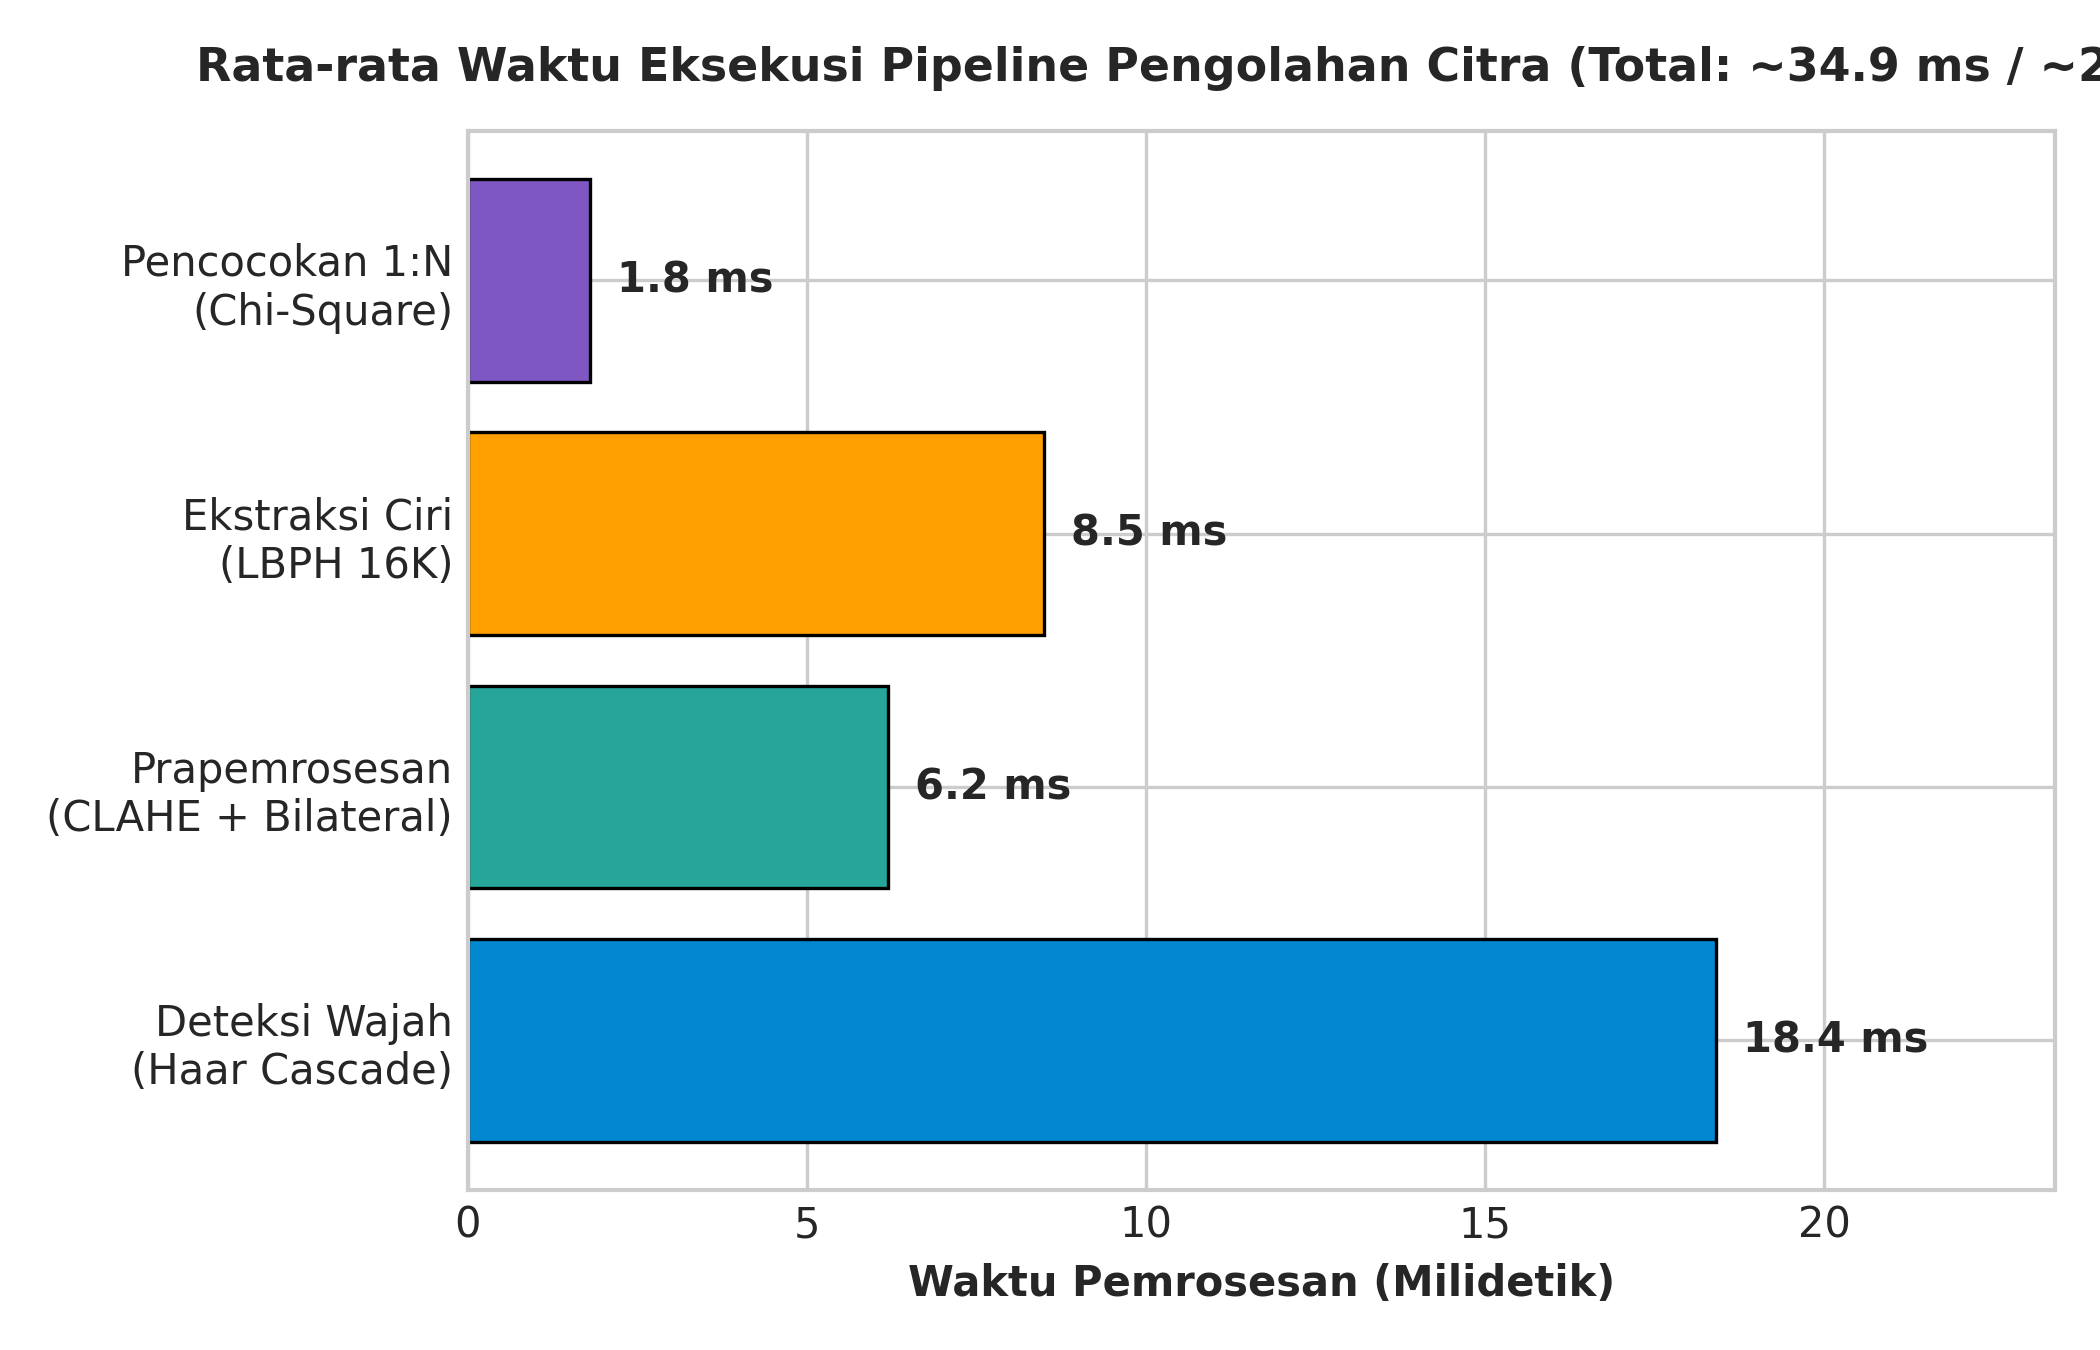 Rata-rata Waktu Eksekusi Pipeline Pengolahan Citra (Total: ~34.9 ms / ~2
Pencocokan 1:N
(Chi-Square)
1.8 ms
Ekstraksi Ciri
(LBPH 16K)
8.5 ms
Prapemrosesan
(CLAHE + Bilateral)
6.2 ms
Deteksi Wajah
(Haar Cascade)
18.4 ms
0 5 10 15 20
Waktu Pemrosesan (Milidetik)